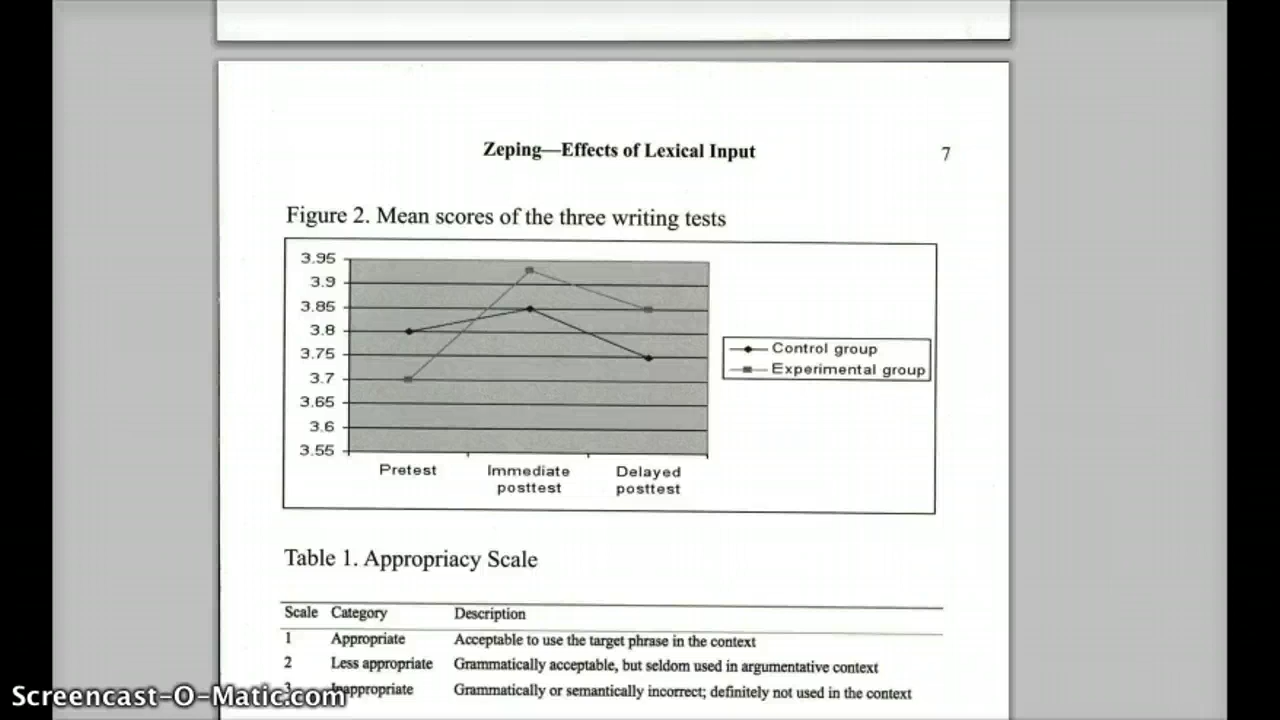 Zeping—Effects of Lexical Input 7
Figure 2. Mean scores of the three writing tests
3.95
3.9
3.85
3.8
3.75
3.7
3.65
3.6
3.55
Pretest
Immediate posttest
Delayed posttest
Control group
Experimental group
Table 1. Appropriacy Scale
Scale Category Description
1 Appropriate Acceptable to use the target phrase in the context
2 Less appropriate Grammatically acceptable, but seldom used in argumentative context
3 Inappropriate Grammatically or semantically incorrect; definitely not used in the context
Screencast-O-Matic.com